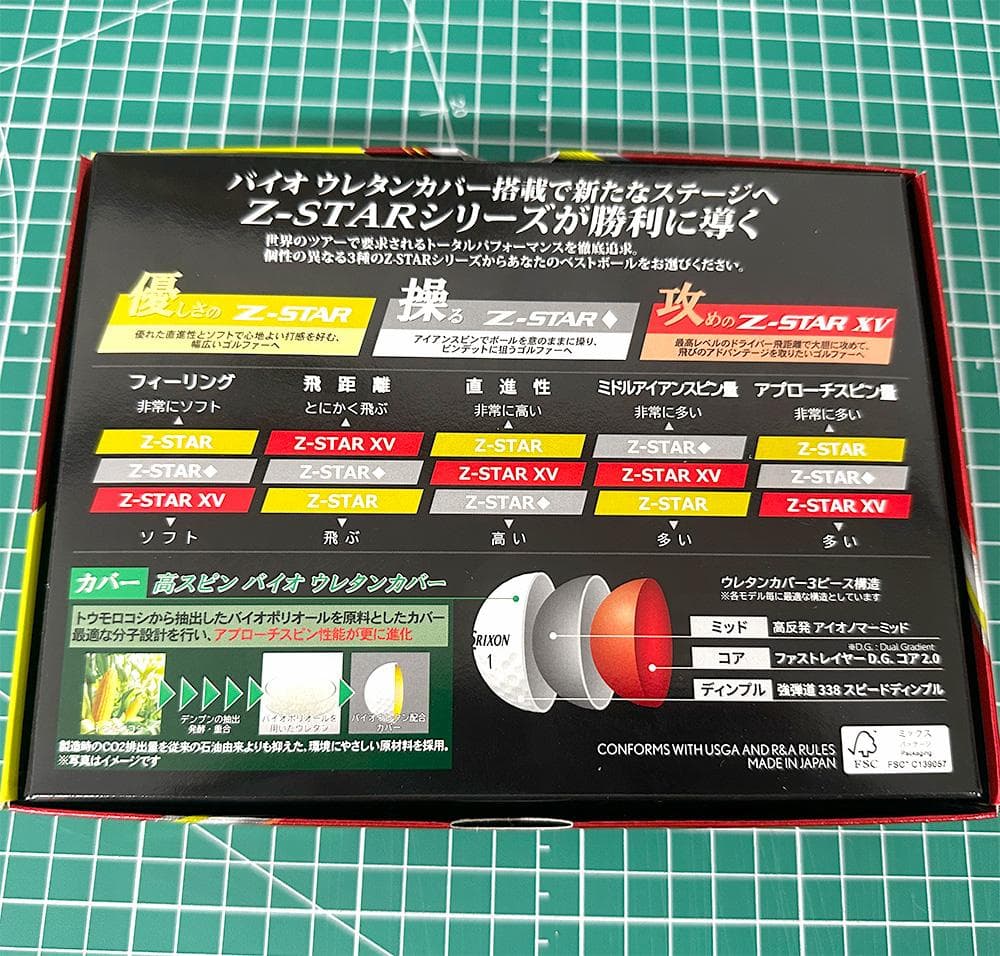 バイオ ウレタンカバー搭載で新たなステージへ
Z-STARシリーズが勝利に導く
世界のツアーで要求されるトータルパフォーマンスを徹底追求。
個性の異なる3種のZ-STARシリーズからあなたのベストボールをお選びください。
優しさの Z-STAR
優れた直進性とソフトで心地よい打感を好む、
幅広いゴルファーへ
操る Z-STAR♦
アイアンスピンでボールを意のままに操り、
ピンデッドに狙うゴルファーへ
攻めの Z-STAR XV
最高レベルのドライバー飛距離で大胆に攻めて、
飛びのアドバンテージを取りたいゴルファーへ
フィーリング 飛距離 直進性 ミドルアイアンスピン量 アプローチスピン量
非常にソフト とにかく飛ぶ 非常に高い 非常に多い 非常に多い
Z-STAR Z-STAR XV Z-STAR Z-STAR♦ Z-STAR
Z-STAR♦ Z-STAR♦ Z-STAR XV Z-STAR XV Z-STAR♦
Z-STAR XV Z-STAR Z-STAR♦ Z-STAR Z-STAR XV
ソフト 飛ぶ 高い 多い 多い
カバー 高スピン バイオ ウレタンカバー
トウモロコシから抽出したバイオポリオールを原料としたカバー
最適な分子設計を行い、アプローチスピン性能が更に進化
デンプンの抽出
発酵・重合
バイオポリオールを
用いたウレタン
バイオウレタン配合
カバー
製造時のCO2排出量を従来の石油由来よりも抑えた、環境にやさしい原材料を採用。
※写真はイメージです
SRIXON
1
ウレタンカバー3ピース構造
※各モデル毎に最適な構造としています
ミッド 高反発 アイオノマーミッド
※D.G. : Dual Gradient
コア ファストレイヤー D.G. コア 2.0
ディンプル 強弾道 338 スピードディンプル
CONFORMS WITH USGA AND R&A RULES
MADE IN JAPAN
FSC
ミックス
パッケージ
Packaging
FSC® C139057